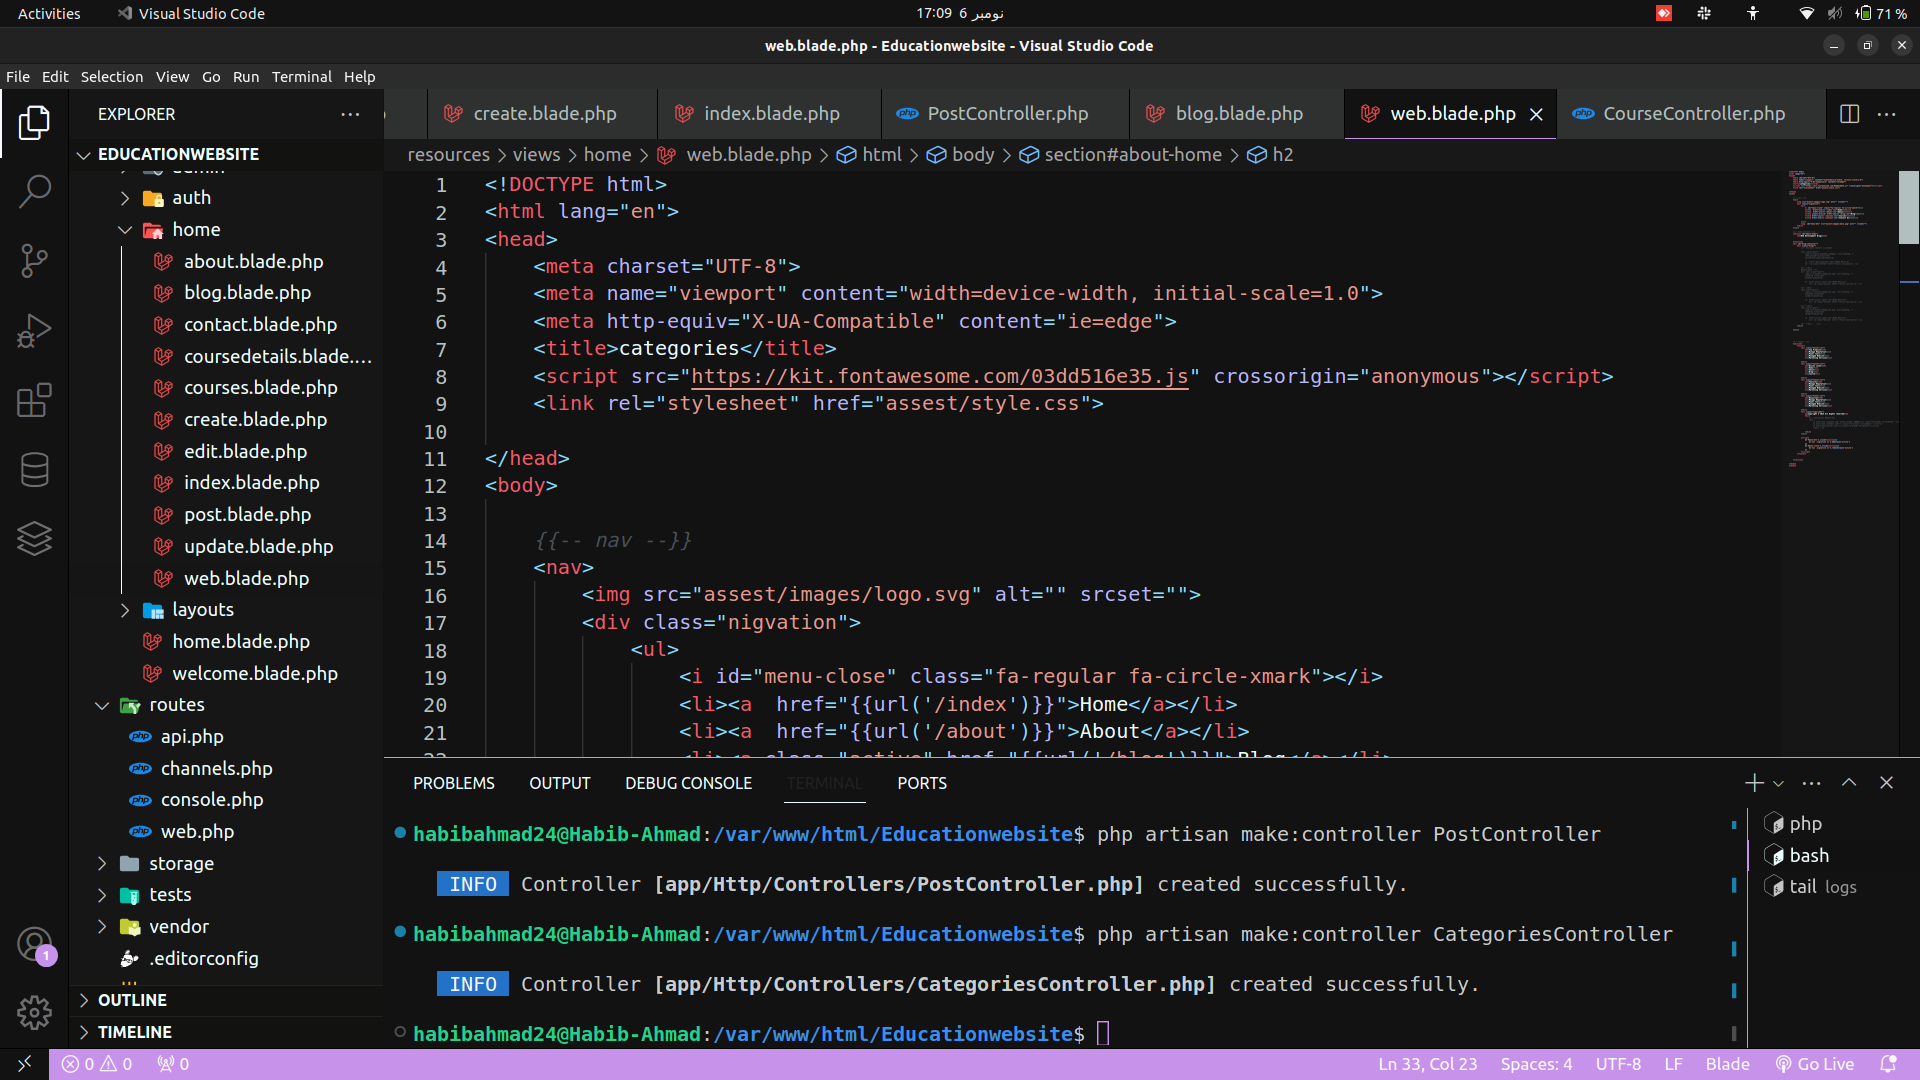 Activities
Visual Studio Code
17:09 6 نومبر
71 %
web.blade.php - Educationwebsite - Visual Studio Code
File Edit Selection View Go Run Terminal Help
EXPLORER
create.blade.php
index.blade.php
PostController.php
blog.blade.php
web.blade.php
CourseController.php
EDUCATIONWEBSITE
resources > views > home > web.blade.php > html > body > section#about-home > h2
auth
home
about.blade.php
blog.blade.php
contact.blade.php
coursedetails.blade....
courses.blade.php
create.blade.php
edit.blade.php
index.blade.php
post.blade.php
update.blade.php
web.blade.php
layouts
home.blade.php
welcome.blade.php
routes
api.php
channels.php
console.php
web.php
storage
tests
vendor
.editorconfig
OUTLINE
TIMELINE
1
1 <!DOCTYPE html>
2 <html lang="en">
3 <head>
4 <meta charset="UTF-8">
5 <meta name="viewport" content="width=device-width, initial-scale=1.0">
6 <meta http-equiv="X-UA-Compatible" content="ie=edge">
7 <title>categories</title>
8 <script src="https://kit.fontawesome.com/03dd516e35.js" crossorigin="anonymous"></script>
9 <link rel="stylesheet" href="assest/style.css">
10
11 </head>
12 <body>
13
14 {{-- nav --}}
15 <nav>
16 <img src="assest/images/logo.svg" alt="" srcset="">
17 <div class="nigvation">
18 <ul>
19 <i id="menu-close" class="fa-regular fa-circle-xmark"></i>
20 <li><a  href="{{url('/index')}}">Home</a></li>
21 <li><a  href="{{url('/about')}}">About</a></li>
22 <li><a class="active" href="{{url('/blog')}}">Blog</a></li>
PROBLEMS OUTPUT DEBUG CONSOLE TERMINAL PORTS
habibahmad24@Habib-Ahmad:/var/www/html/Educationwebsite$ php artisan make:controller PostController
INFO Controller [app/Http/Controllers/PostController.php] created successfully.
habibahmad24@Habib-Ahmad:/var/www/html/Educationwebsite$ php artisan make:controller CategoriesController
INFO Controller [app/Http/Controllers/CategoriesController.php] created successfully.
habibahmad24@Habib-Ahmad:/var/www/html/Educationwebsite$
php
bash
tail logs
0 0 0
Ln 33, Col 23 Spaces: 4 UTF-8 LF Blade Go Live